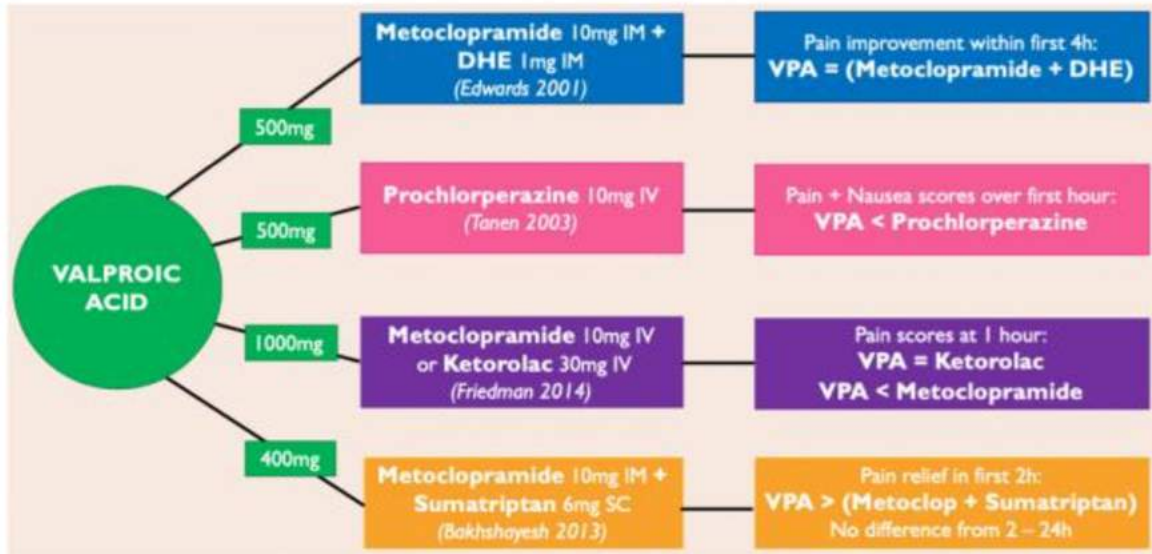 VALPROIC
ACID
500mg
Metoclopramide 10mg IM +
DHE 1mg IM
(Edwards 2001)
Pain improvement within first 4h:
VPA = (Metoclopramide + DHE)
500mg
Prochlorperazine 10mg IV
(Tanen 2003)
Pain + Nausea scores over first hour:
VPA < Prochlorperazine
1000mg
Metoclopramide 10mg IV
or Ketorolac 30mg IV
(Friedman 2014)
Pain scores at 1 hour:
VPA = Ketorolac
VPA < Metoclopramide
400mg
Metoclopramide 10mg IM +
Sumatriptan 6mg SC
(Bakhshayesh 2013)
Pain relief in first 2h:
VPA > (Metoclop + Sumatriptan)
No difference from 2 – 24h